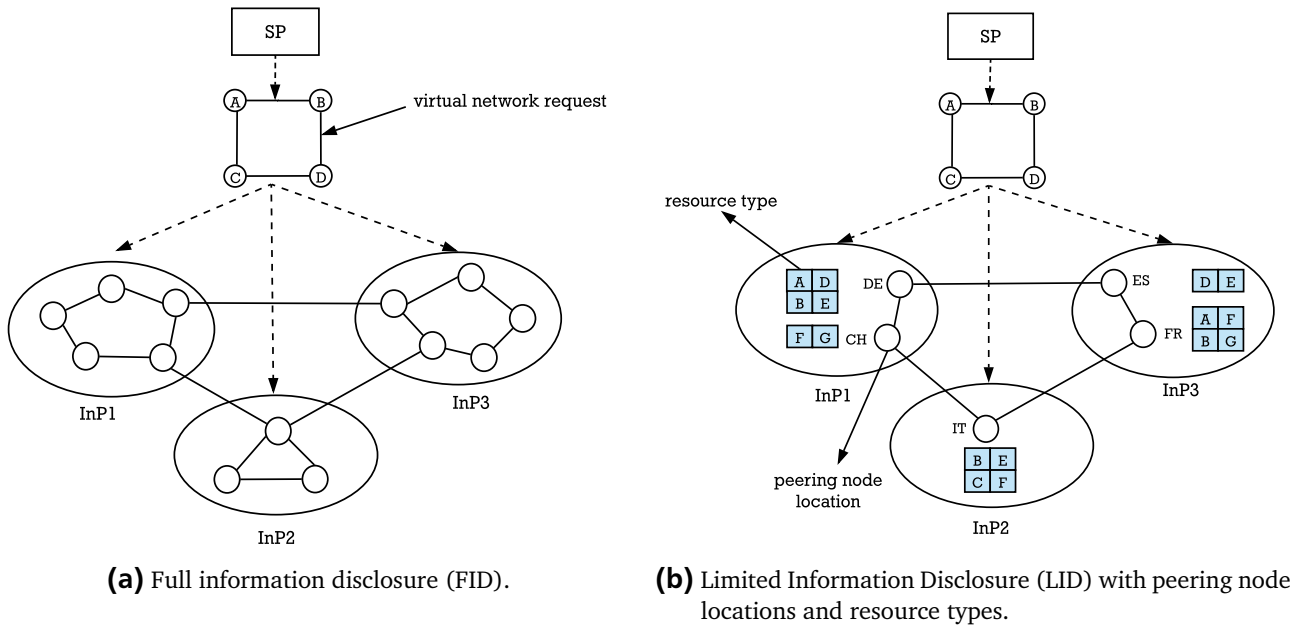 SP
A B
virtual network request
C D
InP1
InP3
InP2
(a) Full information disclosure (FID).
SP
A B
C D
resource type
A D
B E
F G
DE
CH
InP1
ES
FR
D E
A F
B G
InP3
IT
B E
C F
InP2
peering node
location
(b) Limited Information Disclosure (LID) with peering node
locations and resource types.